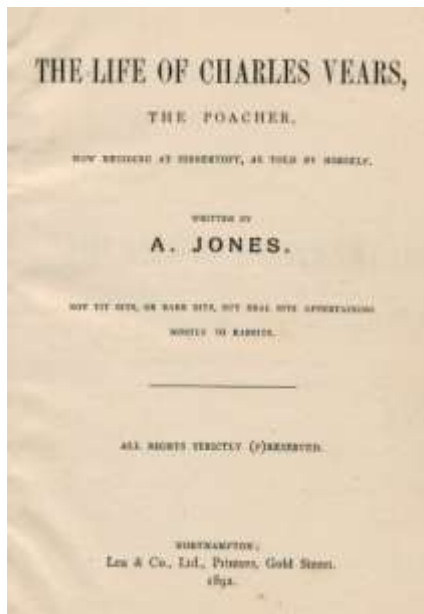 THE LIFE OF CHARLES VEARS,
THE POACHER,
NOW RESIDING AT SIBBERTOFT, AS TOLD BY HIMSELF.
WRITTEN BY
A. JONES.
NOT TIT BITS, OR RARE BITS, BUT REAL BITS APPERTAINING
MOSTLY TO RABBITS.
ALL RIGHTS STRICTLY (P)RESERVED.
NORTHAMPTON:
Lea & Co., Ltd., Printers, Gold Street.
1892.